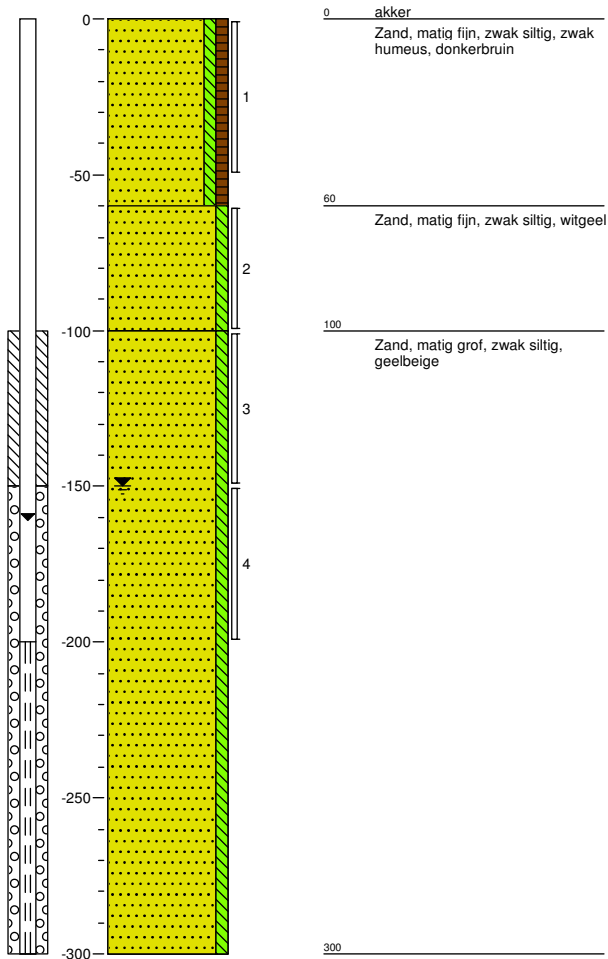 0
-50
-100
-150
-200
-250
-300
1
2
3
4
0
akker
Zand, matig fijn, zwak siltig, zwak
humeus, donkerbruin
60
Zand, matig fijn, zwak siltig, witgeel
100
Zand, matig grof, zwak siltig,
geelbeige
300